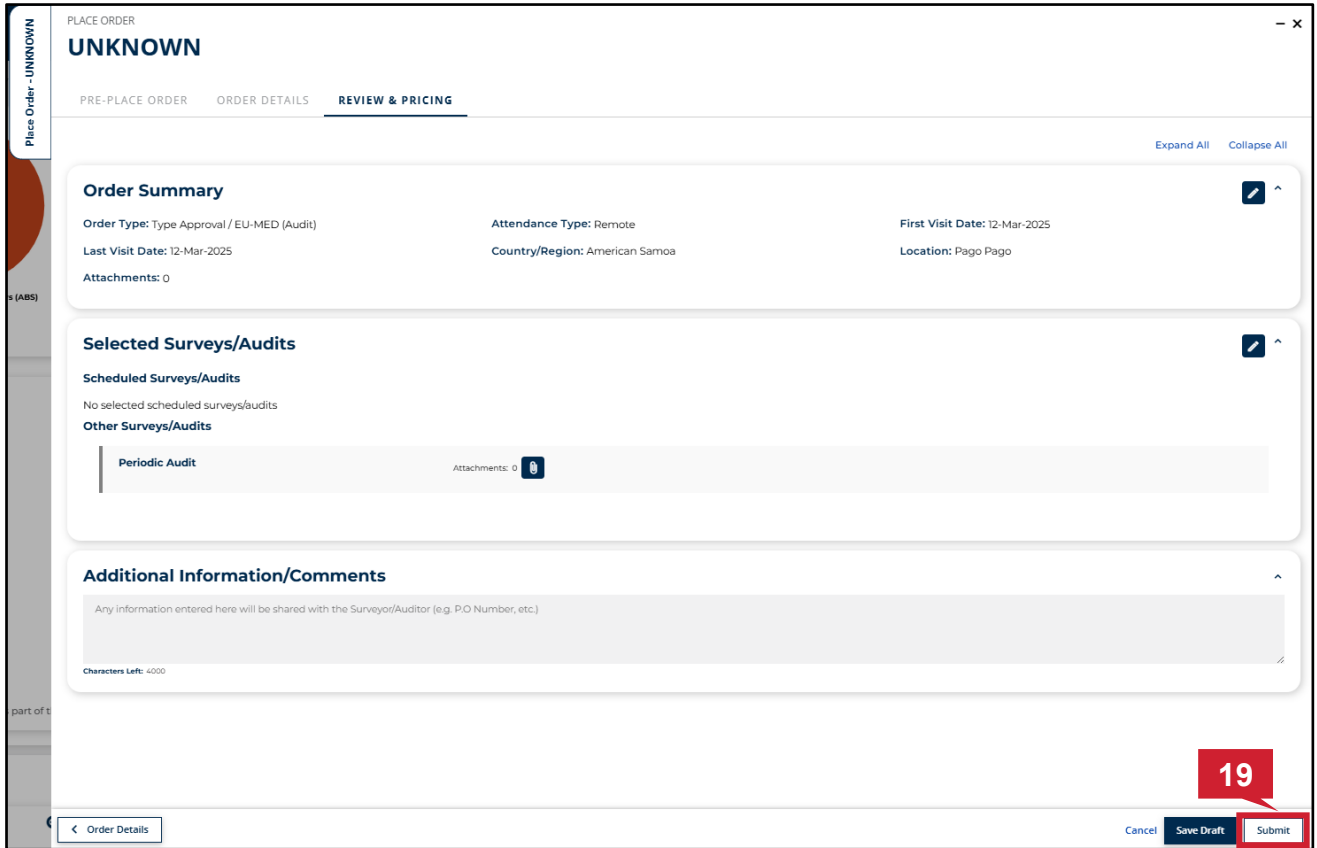 Place Order - UNKNOWN
PLACE ORDER
UNKNOWN
PRE-PLACE ORDER ORDER DETAILS REVIEW & PRICING
Expand All Collapse All
Order Summary
Order Type: Type Approval / EU-MED (Audit) Attendance Type: Remote First Visit Date: 12-Mar-2025
Last Visit Date: 12-Mar-2025 Country/Region: American Samoa Location: Pago Pago
Attachments: 0
s (ABS)
Selected Surveys/Audits
Scheduled Surveys/Audits
No selected scheduled surveys/audits
Other Surveys/Audits
Periodic Audit Attachments: 0
Additional Information/Comments
Any information entered here will be shared with the Surveyor/Auditor (e.g. P.O Number, etc.)
Characters Left: 4000
part of t
19
Order Details Cancel Save Draft Submit